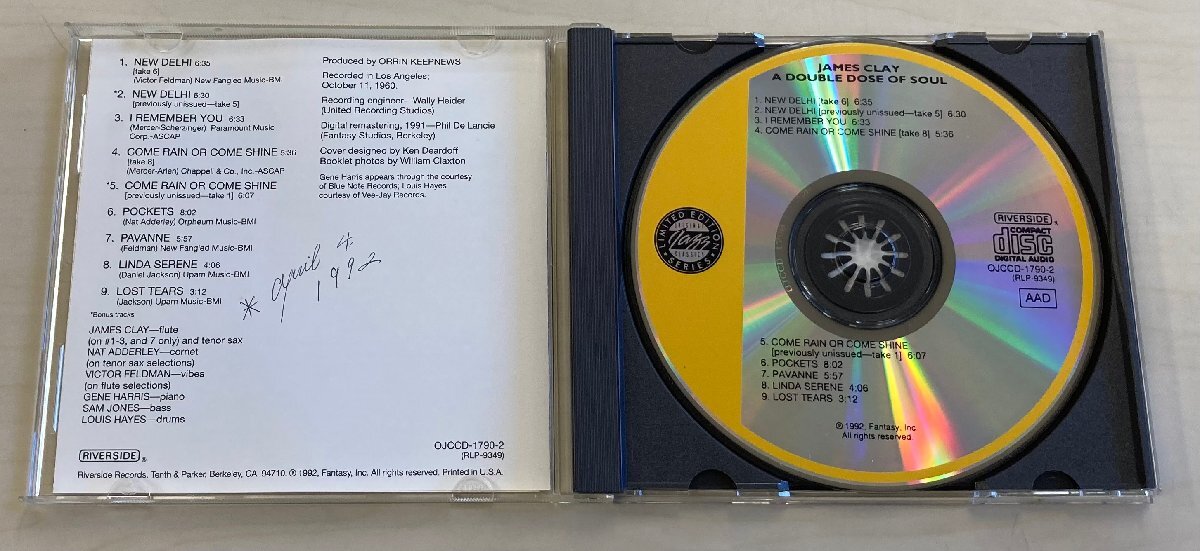 1. NEW DELHI 6:35
[take 6]
(Victor Feldman) New Fangled Music-BMI
*2. NEW DELHI 6:30
[previously unissued—take 5]
3. I REMEMBER YOU 6:33
(Mercer-Scherzinger) Paramount Music
Corp.-ASCAP
4. COME RAIN OR COME SHINE 5:36
[take 8]
(Mercer-Arlen) Chappell & Co., Inc.-ASCAP
*5. COME RAIN OR COME SHINE
[previously unissued—take 1] 6:07
6. POCKETS 8:02
(Nat Adderley) Orpheum Music-BMI
7. PAVANNE 5:57
(Feldman) New Fangled Music-BMI
8. LINDA SERENE 4:06
(Daniel Jackson) Upam Music-BMI
9. LOST TEARS 3:12
(Jackson) Upam Music-BMI
*Bonus tracks
JAMES CLAY—flute
(on #1-3, and 7 only) and tenor sax
NAT ADDERLEY—cornet
(on tenor sax selections)
VICTOR FELDMAN—vibes
(on flute selections)
GENE HARRIS—piano
SAM JONES—bass
LOUIS HAYES—drums
Produced by ORRIN KEEPNEWS
Recorded in Los Angeles;
October 11, 1960.
Recording engineer—Wally Heider
(United Recording Studios)
Digital remastering, 1991—Phil De Lancie
(Fantasy Studios, Berkeley)
Cover designed by Ken Deardoff
Booklet photos by William Claxton
Gene Harris appears through the courtesy
of Blue Note Records; Louis Hayes
courtesy of Vee-Jay Records.
* April 4
1992
OJCCD-1790-2
(RLP-9349)
RIVERSIDE ®
Riverside Records, Tenth & Parker, Berkeley, CA 94710. ℗ 1992, Fantasy, Inc. All rights reserved. Printed in U.S.A.
JAMES CLAY
A DOUBLE DOSE OF SOUL
1. NEW DELHI [take 6] 6:35
2. NEW DELHI [previously unissued—take 5] 6:30
3. I REMEMBER YOU 6:33
4. COME RAIN OR COME SHINE [take 8] 5:36
LIMITED EDITION
ORIGINAL
Jazz
CLASSICS
SERIES
RIVERSIDE ®
COMPACT
disc
DIGITAL AUDIO
OJCCD-1790-2
(RLP-9349)
AAD
5. COME RAIN OR COME SHINE
[previously unissued—take 1] 6:07
6. POCKETS 8:02
7. PAVANNE 5:57
8. LINDA SERENE 4:06
9. LOST TEARS 3:12
℗ 1992, Fantasy, Inc.
All rights reserved.